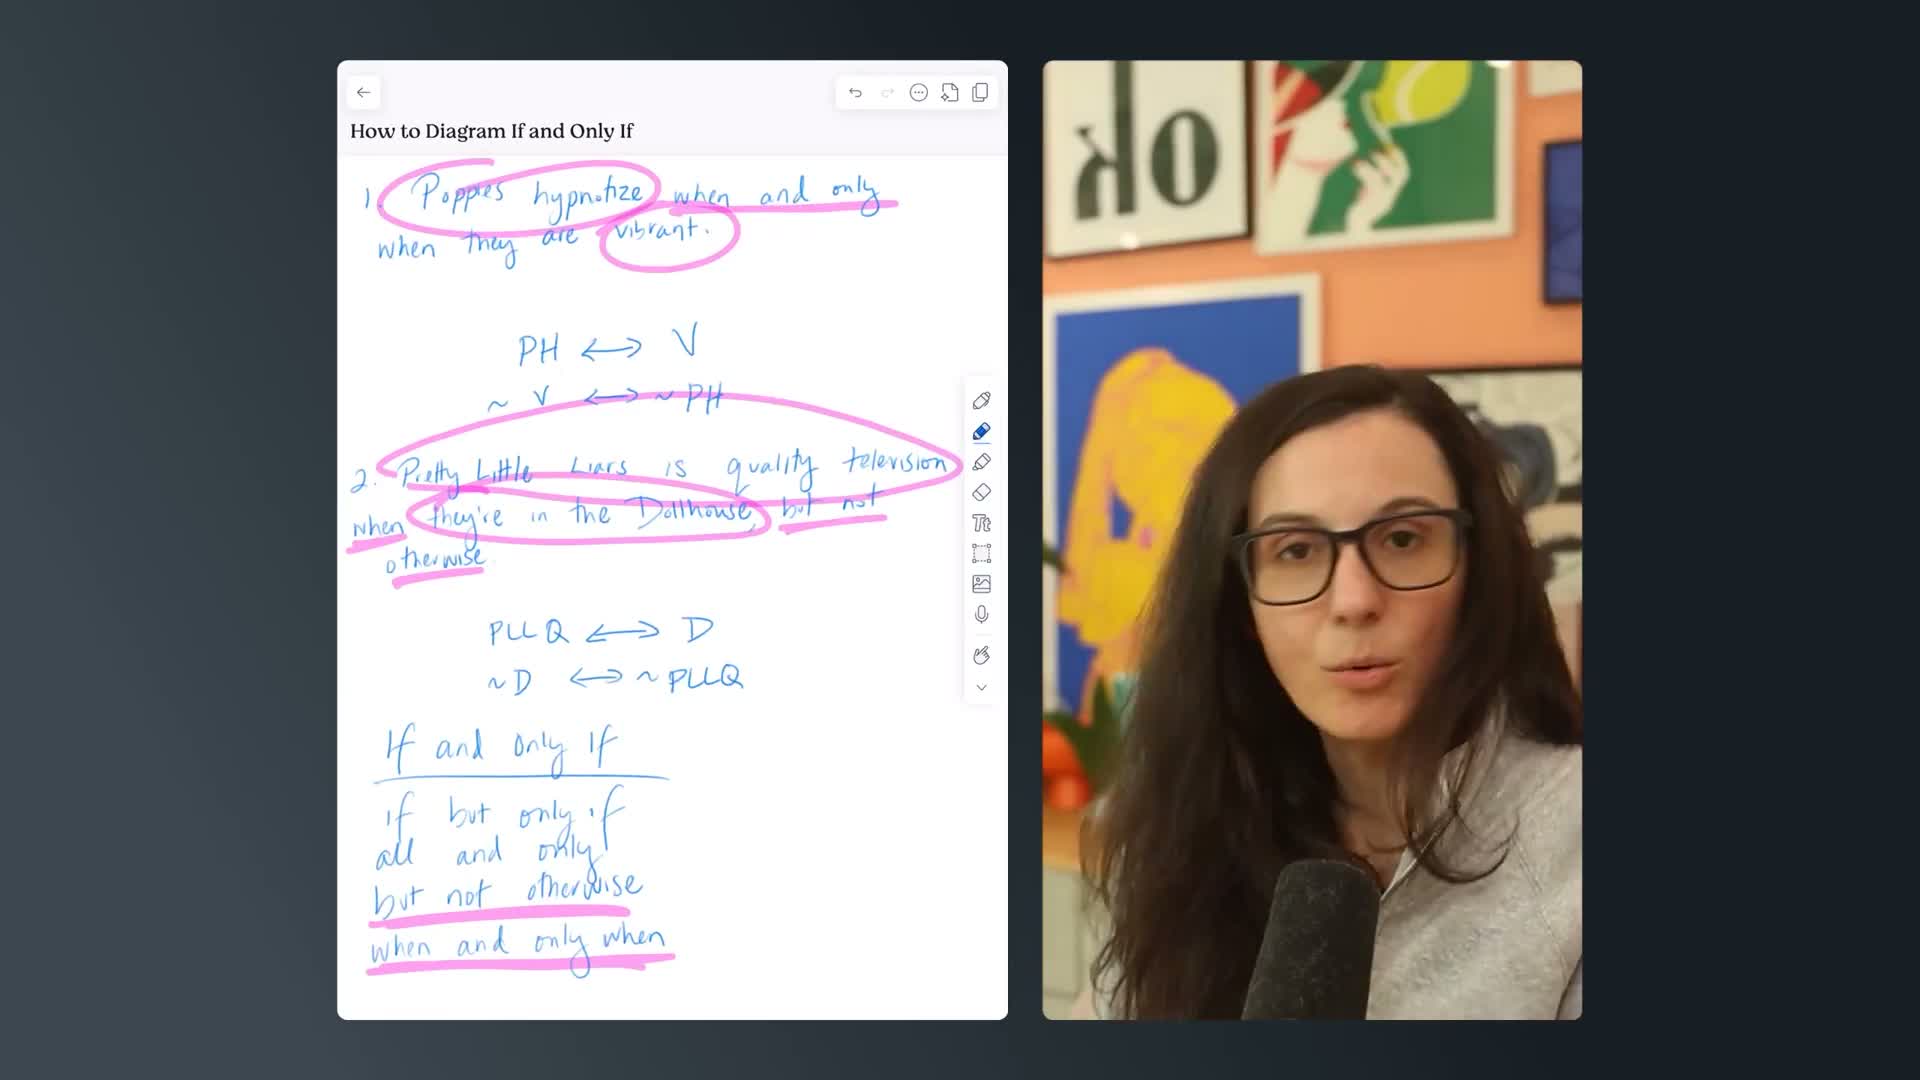 How to Diagram If and Only If
1. Poppies hypnotize when and only
when they are vibrant.
PH ⟷ V
~ V ⟷ ~ PH
2. Pretty Little Liars is quality television
when they're in the Dollhouse, but not
otherwise
PLLQ ⟷ D
~D ⟷ ~PLLQ
If and only if
if but only if
all and only
but not otherwise
when and only when
Tt